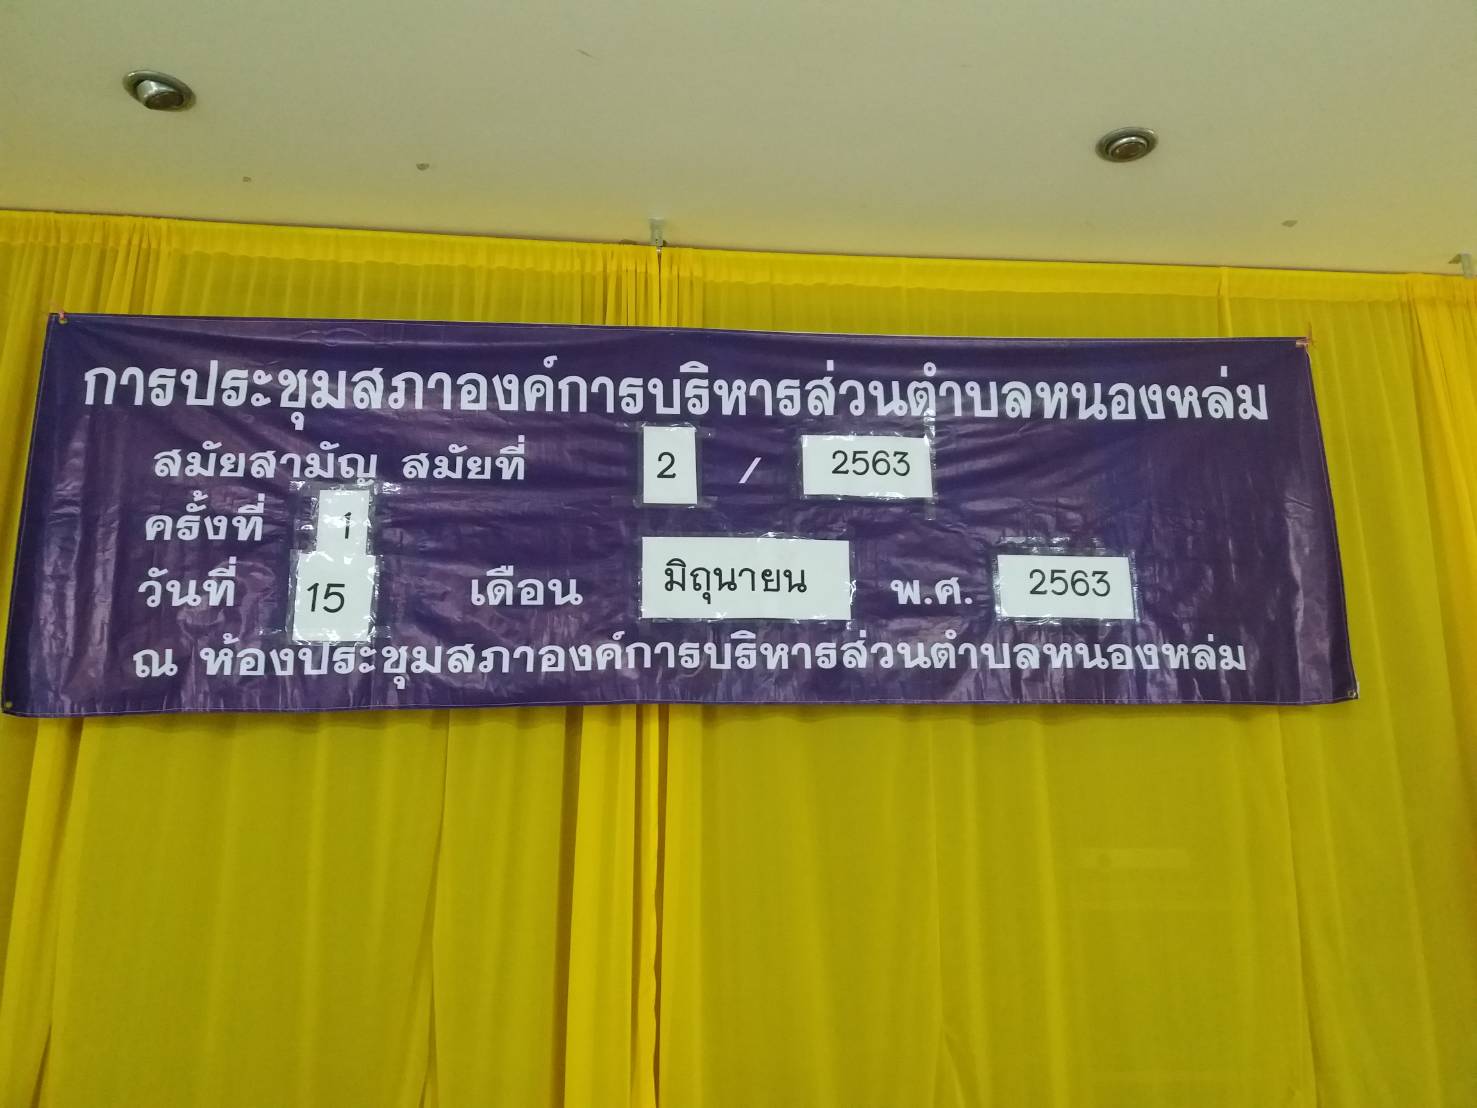 การประชุมสภาองค์การบริหารส่วนตำบลหนองหล่ม
สมัยสามัญ สมัยที่ 2 / 2563
ครั้งที่ 1
วันที่ 15 เดือน มิถุนายน พ.ศ. 2563
ณ ห้องประชุมสภาองค์การบริหารส่วนตำบลหนองหล่ม